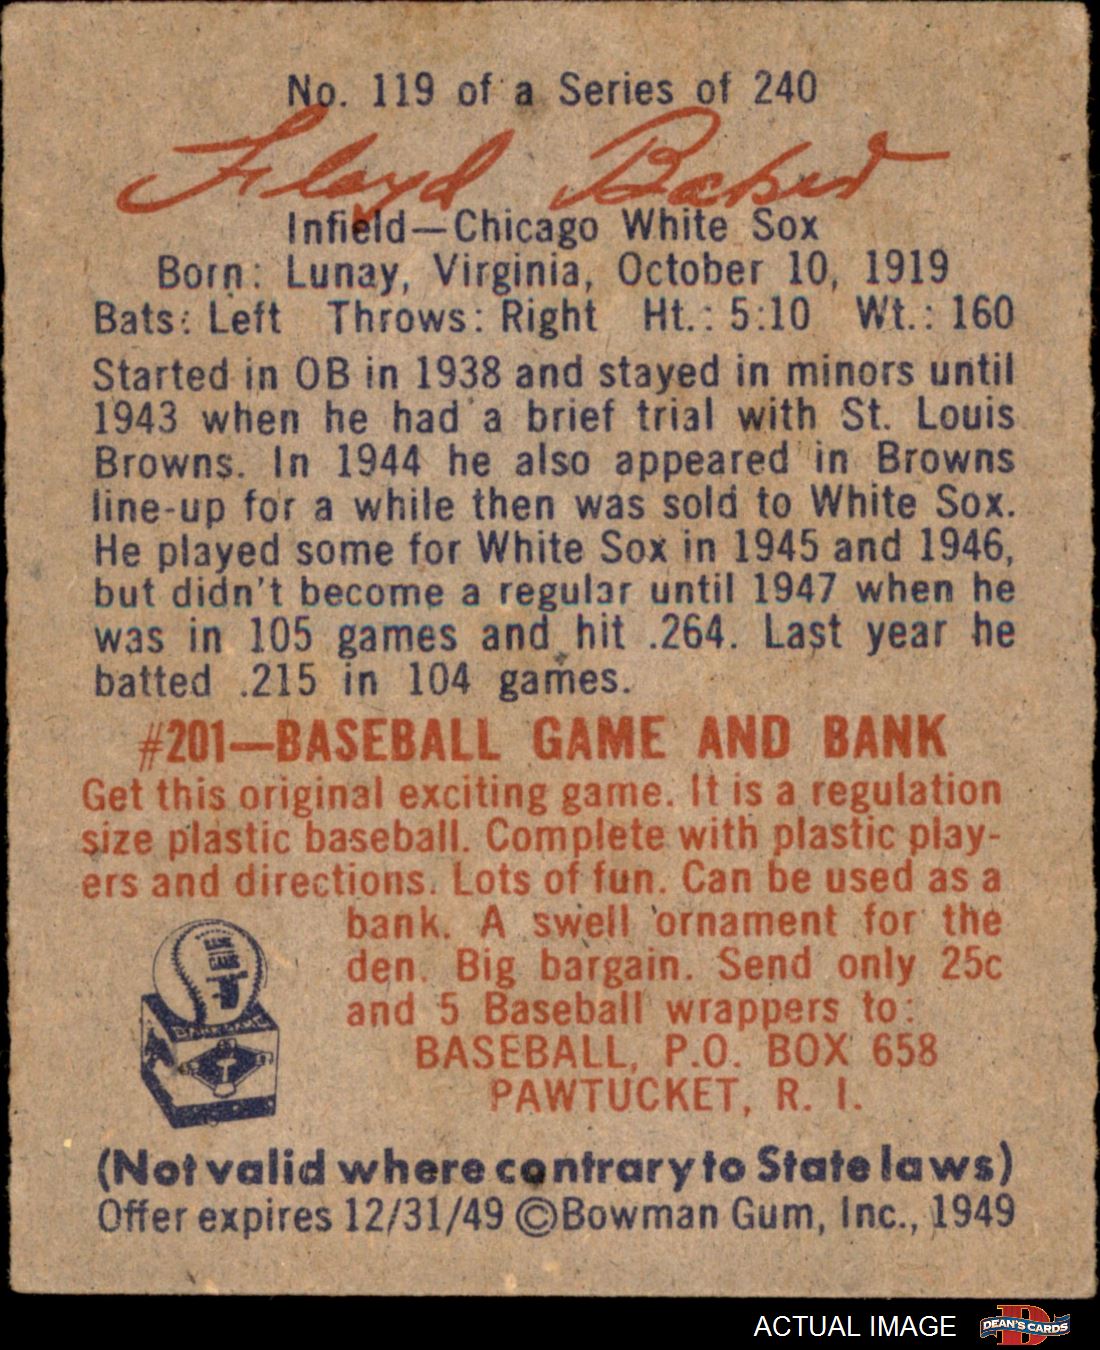 No. 119 of a Series of 240
Floyd Baker
Infield—Chicago White Sox
Born: Lunay, Virginia, October 10, 1919
Bats: Left Throws: Right Ht.: 5:10 Wt.: 160
Started in OB in 1938 and stayed in minors until
1943 when he had a brief trial with St. Louis
Browns. In 1944 he also appeared in Browns
line-up for a while then was sold to White Sox.
He played some for White Sox in 1945 and 1946,
but didn't become a regular until 1947 when he
was in 105 games and hit .264. Last year he
batted .215 in 104 games.
#201—BASEBALL GAME AND BANK
Get this original exciting game. It is a regulation
size plastic baseball. Complete with plastic play-
ers and directions. Lots of fun. Can be used as a
bank. A swell ornament for the
den. Big bargain. Send only 25c
and 5 Baseball wrappers to:
BASEBALL, P.O. BOX 658
PAWTUCKET, R. I.
(Not valid where contrary to State laws)
Offer expires 12/31/49 ©Bowman Gum, Inc., 1949
ACTUAL IMAGE
DEAN'S CARDS